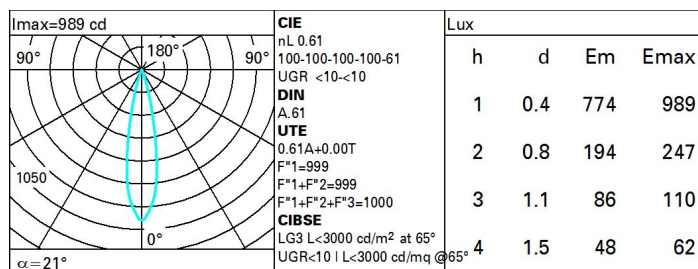 Imax=989 cd
90°
180°
90°
1050
0°
α=21°
CIE
nL 0.61
100-100-100-100-61
UGR <10-<10
DIN
A.61
UTE
0.61A+0.00T
F"1=999
F"1+F"2=999
F"1+F"2+F"3=1000
CIBSE
LG3 L<3000 cd/m² at 65°
UGR<10 | L<3000 cd/mq @65°
Lux
h d Em Emax
1 0.4 774 989
2 0.8 194 247
3 1.1 86 110
4 1.5 48 62